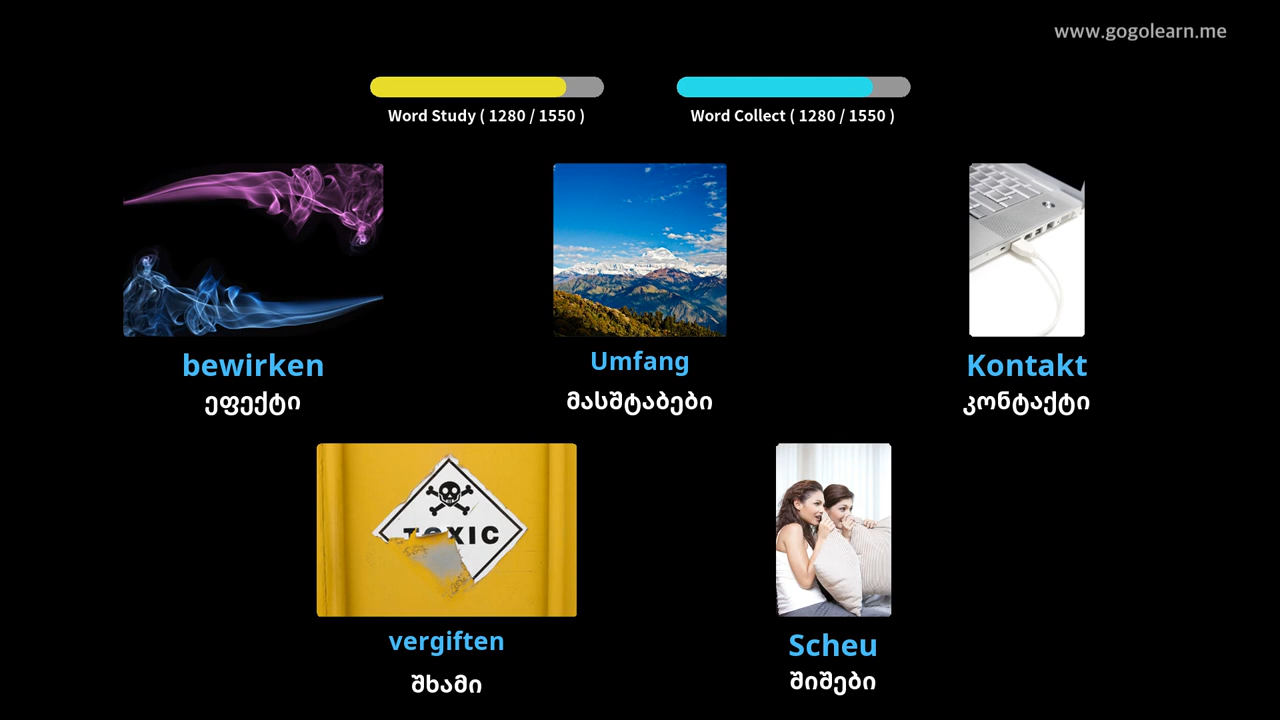 www.gogolearn.me
Word Study ( 1280 / 1550 )
Word Collect ( 1280 / 1550 )
bewirken
ეფექტი
Umfang
მასშტაბები
Kontakt
კონტაქტი
TOXIC
vergiften
შხამი
Scheu
შიშები